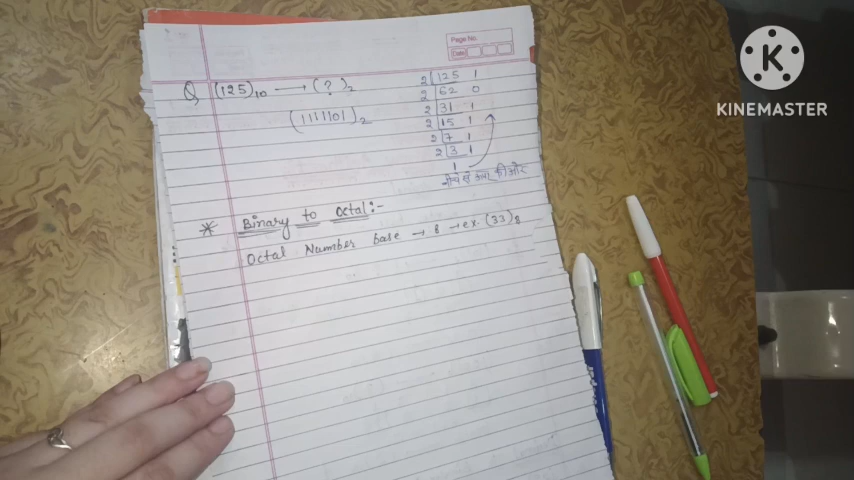 Page No.
Date
Q, (125)₁₀ ⟶ (?)₂
(1111101)₂
2 | 125 1
2 | 62 0
2 | 31 1
2 | 15 1
2 | 7 1
2 | 3 1
1
नीचे से ऊपर की ओर
* Binary to Octal:-
Octal Number base → 8 → ex. (33)₈
KINEMASTER